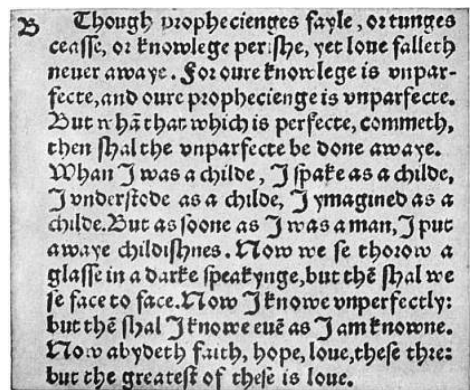 B Though prophecienges fayle, or tunges
ceasse, or knowlege perishe, yet loue falleth
neuer awaye. For oure knowlege is vnpar-
fecte, and oure prophecienge is vnparfecte.
But whã that which is perfecte, commeth,
then shal the vnparfecte be done awaye.
Whan I was a childe, I spake as a childe,
I vnderstode as a childe, I ymagined as a
childe. But as soone as I was a man, I put
awaye childishnes. Now we se thorow a
glasse in a darke speakynge, but thẽ shal we
se face to face. Now I knowe vnperfectly:
but thẽ shal I knowe euẽ as I am knowne.
Now abydeth faith, hope, loue, these thre:
but the greatest of these is loue.